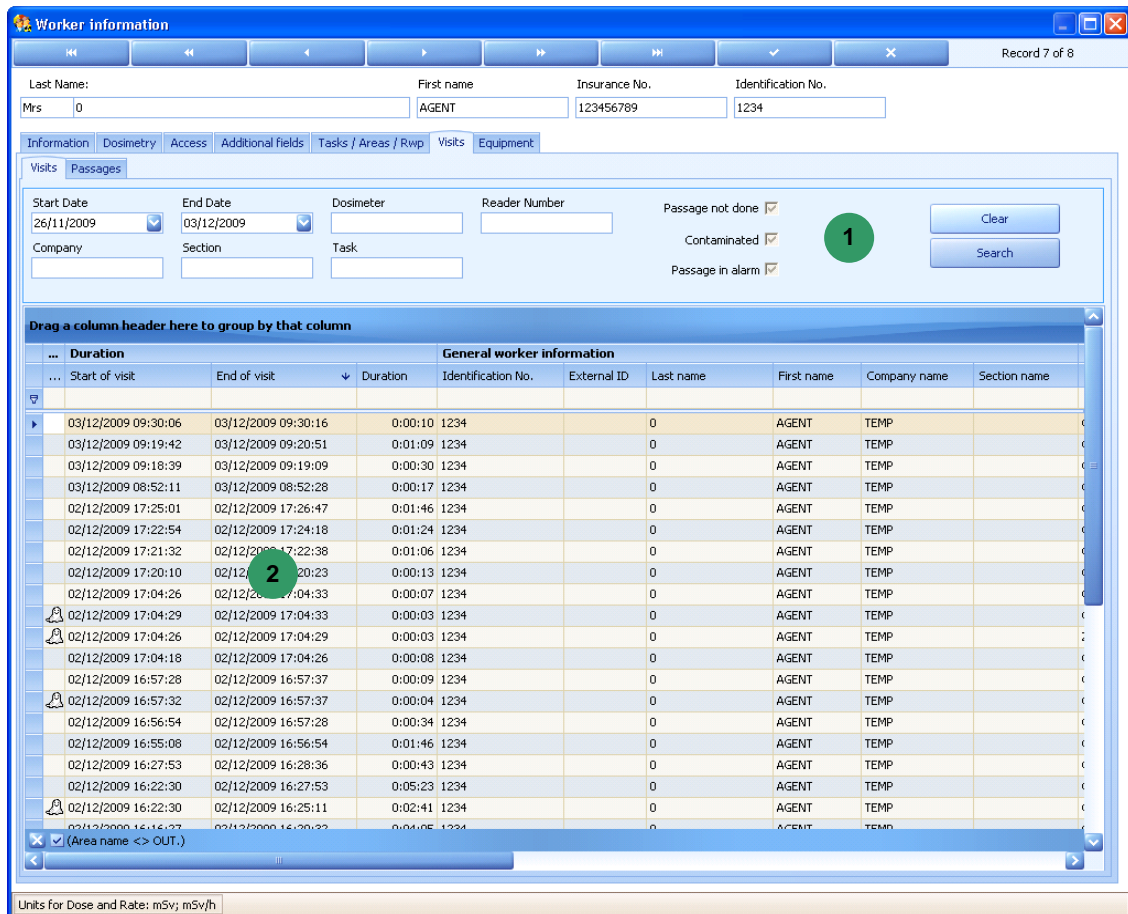 Worker information
Record 7 of 8
Last Name: First name Insurance No. Identification No.
Mrs 0 AGENT 123456789 1234
Information Dosimetry Access Additional fields Tasks / Areas / Rwp Visits Equipment
Visits Passages
Start Date End Date Dosimeter Reader Number Passage not done
26/11/2009 03/12/2009 Clear
Company Section Task Contaminated 1 Search
Passage in alarm
Drag a column header here to group by that column
... Duration General worker information
... Start of visit End of visit Duration Identification No. External ID Last name First name Company name Section name
03/12/2009 09:30:06 03/12/2009 09:30:16 0:00:10 1234 0 AGENT TEMP
03/12/2009 09:19:42 03/12/2009 09:20:51 0:01:09 1234 0 AGENT TEMP
03/12/2009 09:18:39 03/12/2009 09:19:09 0:00:30 1234 0 AGENT TEMP
03/12/2009 08:52:11 03/12/2009 08:52:28 0:00:17 1234 0 AGENT TEMP
02/12/2009 17:25:01 02/12/2009 17:26:47 0:01:46 1234 0 AGENT TEMP
02/12/2009 17:22:54 02/12/2009 17:24:18 0:01:24 1234 0 AGENT TEMP
02/12/2009 17:21:32 02/12/2009 17:22:38 0:01:06 1234 0 AGENT TEMP
02/12/2009 17:20:10 02/12/ 2 20:23 0:00:13 1234 0 AGENT TEMP
02/12/2009 17:04:26 02/12/2009 17:04:33 0:00:07 1234 0 AGENT TEMP
02/12/2009 17:04:29 02/12/2009 17:04:33 0:00:03 1234 0 AGENT TEMP
02/12/2009 17:04:26 02/12/2009 17:04:29 0:00:03 1234 0 AGENT TEMP
02/12/2009 17:04:18 02/12/2009 17:04:26 0:00:08 1234 0 AGENT TEMP
02/12/2009 16:57:28 02/12/2009 16:57:37 0:00:09 1234 0 AGENT TEMP
02/12/2009 16:57:32 02/12/2009 16:57:37 0:00:04 1234 0 AGENT TEMP
02/12/2009 16:56:54 02/12/2009 16:57:28 0:00:34 1234 0 AGENT TEMP
02/12/2009 16:55:08 02/12/2009 16:56:54 0:01:46 1234 0 AGENT TEMP
02/12/2009 16:27:53 02/12/2009 16:28:36 0:00:43 1234 0 AGENT TEMP
02/12/2009 16:22:30 02/12/2009 16:27:53 0:05:23 1234 0 AGENT TEMP
02/12/2009 16:22:30 02/12/2009 16:25:11 0:02:41 1234 0 AGENT TEMP
(Area name <> OUT.)
Units for Dose and Rate: mSv; mSv/h